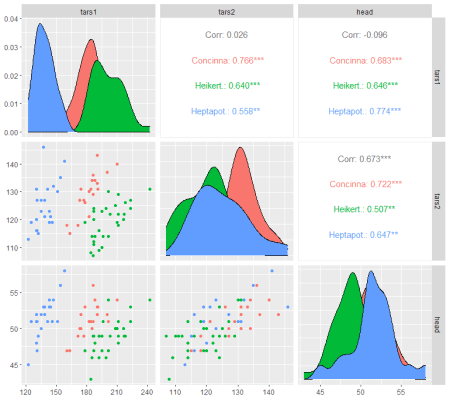 tars1 tars2 head
0.04
0.03
0.02
0.01
0.00
Corr: 0.026
Concinna: 0.766***
Heikert.: 0.640***
Heptapot.: 0.558**
Corr: -0.096
Concinna: 0.683***
Heikert.: 0.646***
Heptapot.: 0.774***
tars1
140
130
120
110
Corr: 0.673***
Concinna: 0.722***
Heikert.: 0.507**
Heptapot.: 0.647**
tars2
55
50
45
head
120 150 180 210 240
110 120 130 140
45 50 55